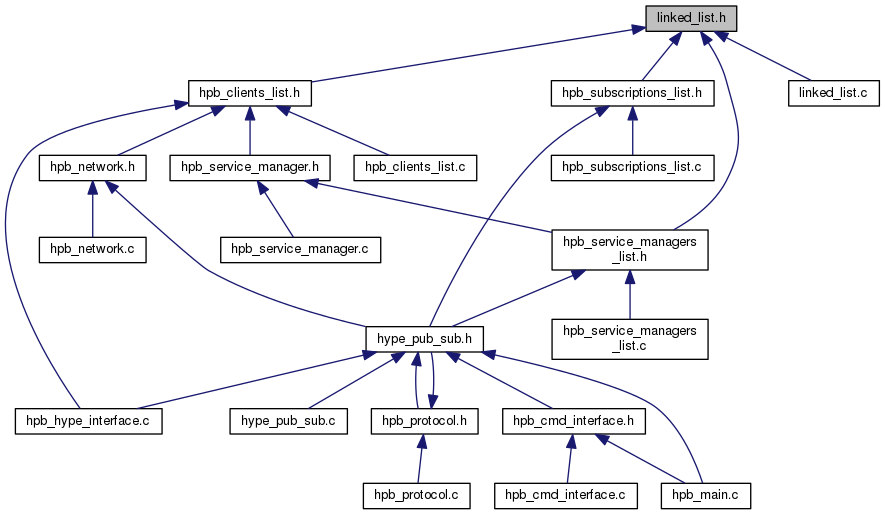 linked_list.h
hpb_clients_list.h
hpb_subscriptions_list.h
linked_list.c
hpb_network.h
hpb_service_manager.h
hpb_clients_list.c
hpb_subscriptions_list.c
hpb_network.c
hpb_service_manager.c
hpb_service_managers
_list.h
hpb_service_managers
_list.c
hype_pub_sub.h
hpb_hype_interface.c
hype_pub_sub.c
hpb_protocol.h
hpb_cmd_interface.h
hpb_protocol.c
hpb_cmd_interface.c
hpb_main.c